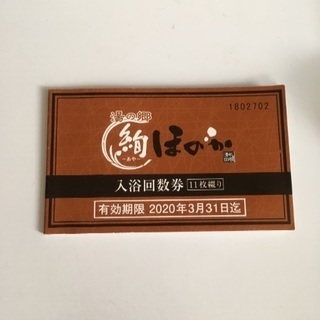 1802702
湯の郷
絢 ほのか
~あや~
入浴回数券 11枚綴り
有効期限 2020年3月31日迄